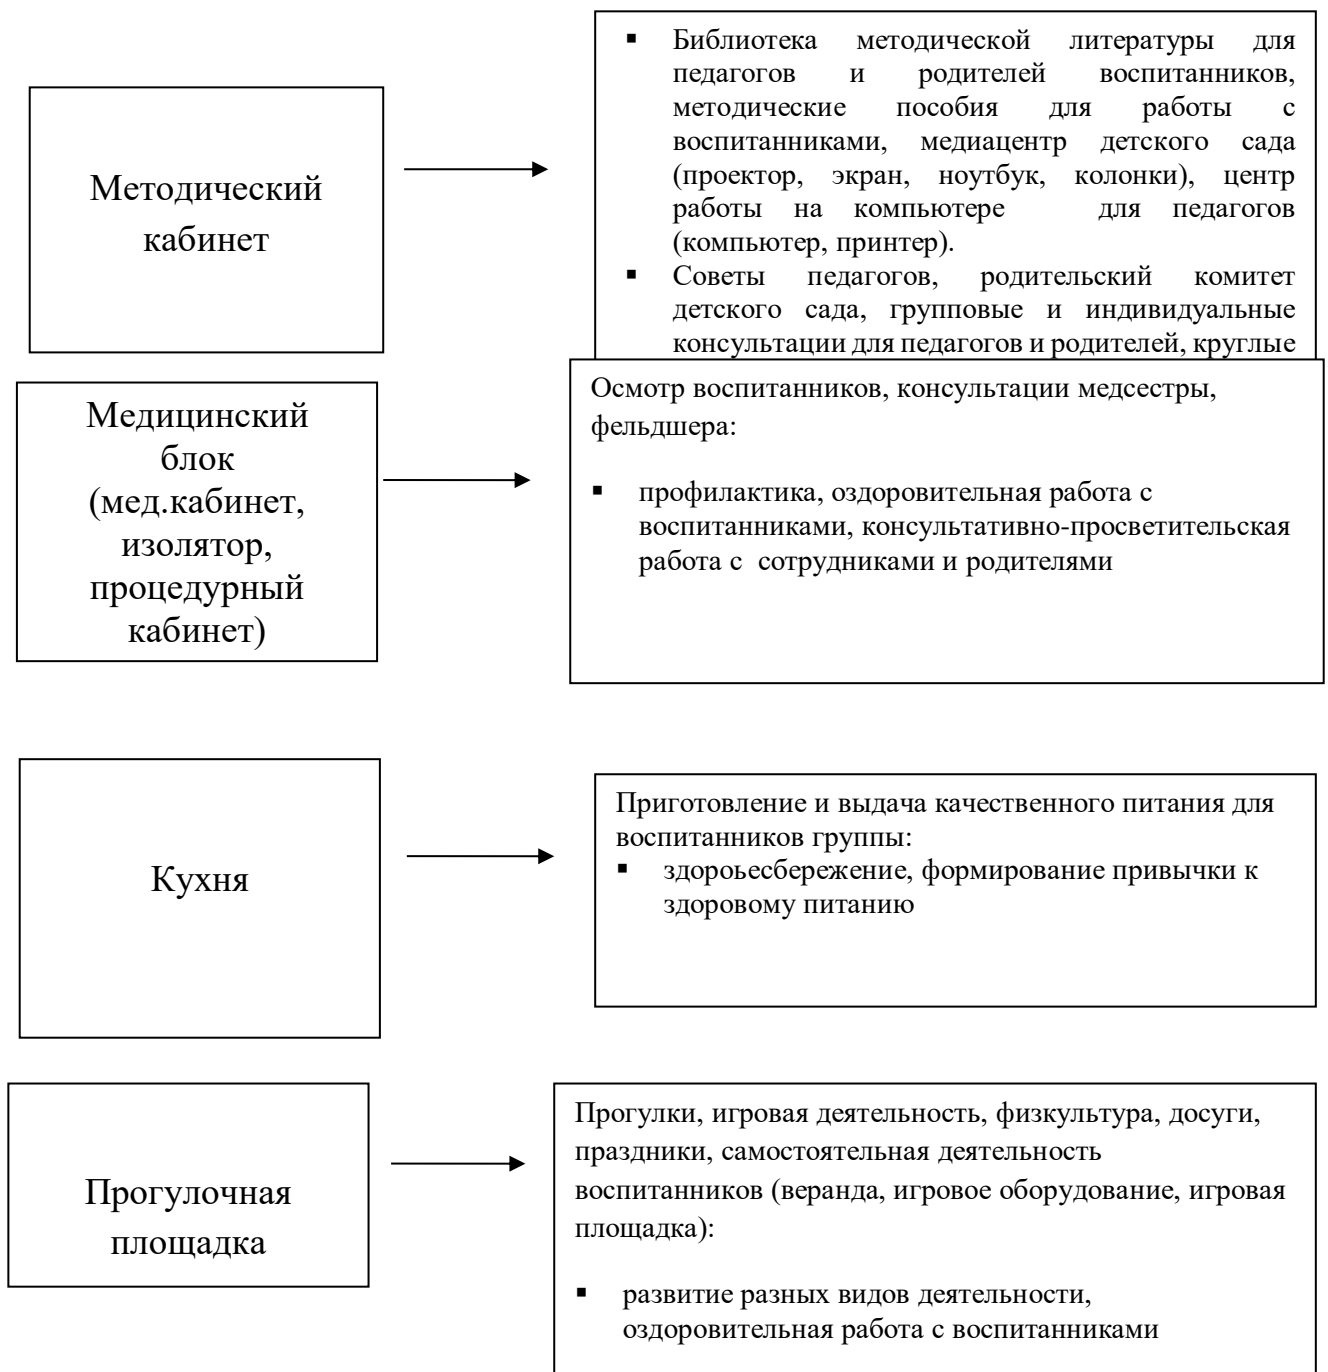 Методический
кабинет
▪ Библиотека методической литературы для
педагогов и родителей воспитанников,
методические пособия для работы с
воспитанниками, медиацентр детского сада
(проектор, экран, ноутбук, колонки), центр
работы на компьютере для педагогов
(компьютер, принтер).
▪ Советы педагогов, родительский комитет
детского сада, групповые и индивидуальные
консультации для педагогов и родителей, круглые
Медицинский
блок
(мед.кабинет,
изолятор,
процедурный
кабинет)
Осмотр воспитанников, консультации медсестры,
фельдшера:
▪ профилактика, оздоровительная работа с
воспитанниками, консультативно-просветительская
работа с сотрудниками и родителями
Кухня
Приготовление и выдача качественного питания для
воспитанников группы:
▪ здороьесбережение, формирование привычки к
здоровому питанию
Прогулочная
площадка
Прогулки, игровая деятельность, физкультура, досуги,
праздники, самостоятельная деятельность
воспитанников (веранда, игровое оборудование, игровая
площадка):
▪ развитие разных видов деятельности,
оздоровительная работа с воспитанниками